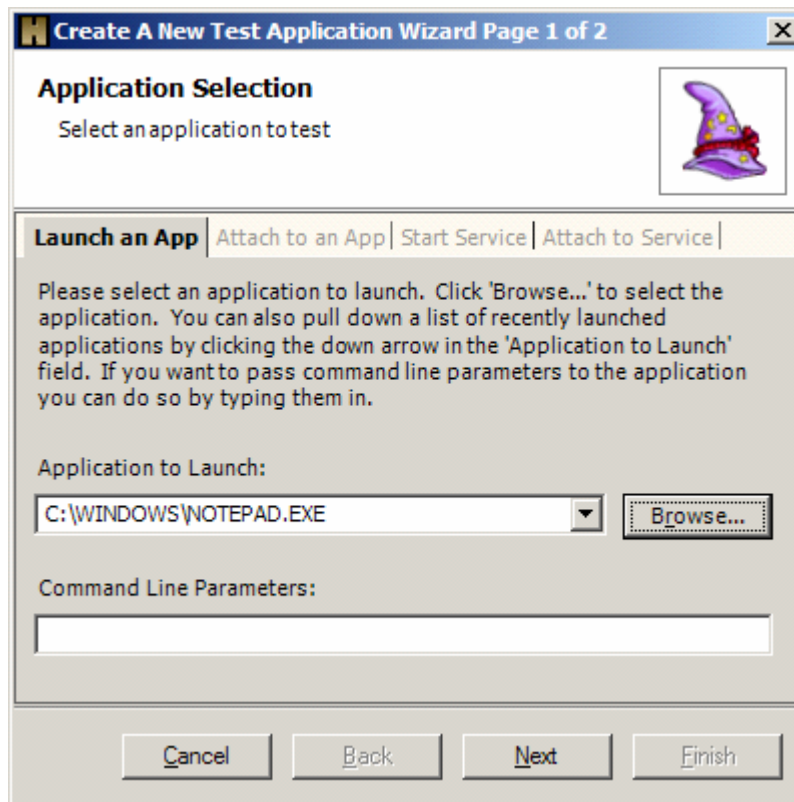 Create A New Test Application Wizard Page 1 of 2
Application Selection
Select an application to test
Launch an App Attach to an App Start Service Attach to Service
Please select an application to launch. Click 'Browse...' to select the
application. You can also pull down a list of recently launched
applications by clicking the down arrow in the 'Application to Launch'
field. If you want to pass command line parameters to the application
you can do so by typing them in.
Application to Launch:
C:\WINDOWS\NOTEPAD.EXE Browse...
Command Line Parameters:
Cancel Back Next Finish